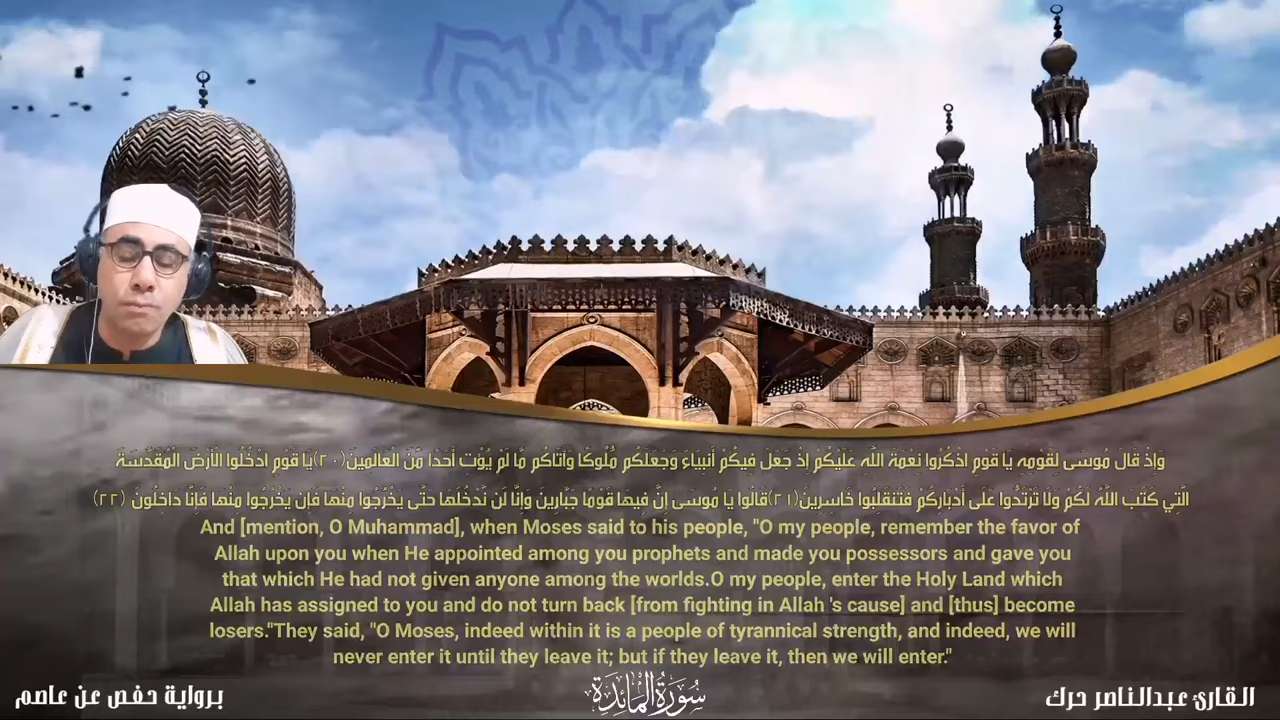 وَإِذْ قَالَ مُوسَى لِقَوْمِهِ يَا قَوْمِ اذْكُرُوا نِعْمَةَ اللَّهِ عَلَيْكُمْ إِذْ جَعَلَ فِيكُمْ أَنبِيَاءَ وَجَعَلَكُم مُّلُوكًا وَآتَاكُم مَّا لَمْ يُؤْتِ أَحَدًا مِّنَ الْعَالَمِينَ(٢٠)يَا قَوْمِ ادْخُلُوا الْأَرْضَ الْمُقَدَّسَةَ
الَّتِي كَتَبَ اللَّهُ لَكُمْ وَلَا تَرْتَدُّوا عَلَى أَدْبَارِكُمْ فَتَنقَلِبُوا خَاسِرِينَ(٢١)قَالُوا يَا مُوسَى إِنَّ فِيهَا قَوْمًا جَبَّارِينَ وَإِنَّا لَن نَّدْخُلَهَا حَتَّى يَخْرُجُوا مِنْهَا فَإِن يَخْرُجُوا مِنْهَا فَإِنَّا دَاخِلُونَ (٢٢)
And [mention, O Muhammad], when Moses said to his people, "O my people, remember the favor of
Allah upon you when He appointed among you prophets and made you possessors and gave you
that which He had not given anyone among the worlds.O my people, enter the Holy Land which
Allah has assigned to you and do not turn back [from fighting in Allah 's cause] and [thus] become
losers."They said, "O Moses, indeed within it is a people of tyrannical strength, and indeed, we will
never enter it until they leave it; but if they leave it, then we will enter."
القارئ عبدالناصر حرك
سُورَةُ المَائِدَة
برواية حفص عن عاصم